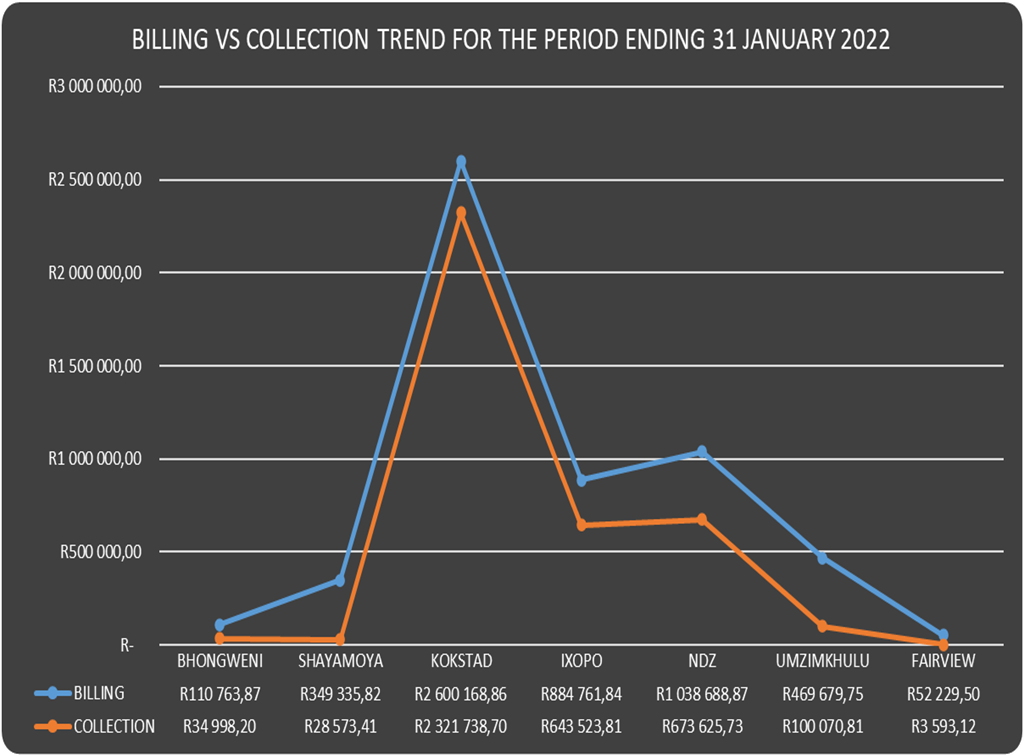 BILLING VS COLLECTION TREND FOR THE PERIOD ENDING 31 JANUARY 2022
R3 000 000,00
R2 500 000,00
R2 000 000,00
R1 500 000,00
R1 000 000,00
R500 000,00
R-
BHONGWENI SHAYAMOYA KOKSTAD IXOPO NDZ UMZIMKHULU FAIRVIEW
BILLING R110 763,87 R349 335,82 R2 600 168,86 R884 761,84 R1 038 688,87 R469 679,75 R52 229,50
COLLECTION R34 998,20 R28 573,41 R2 321 738,70 R643 523,81 R673 625,73 R100 070,81 R3 593,12